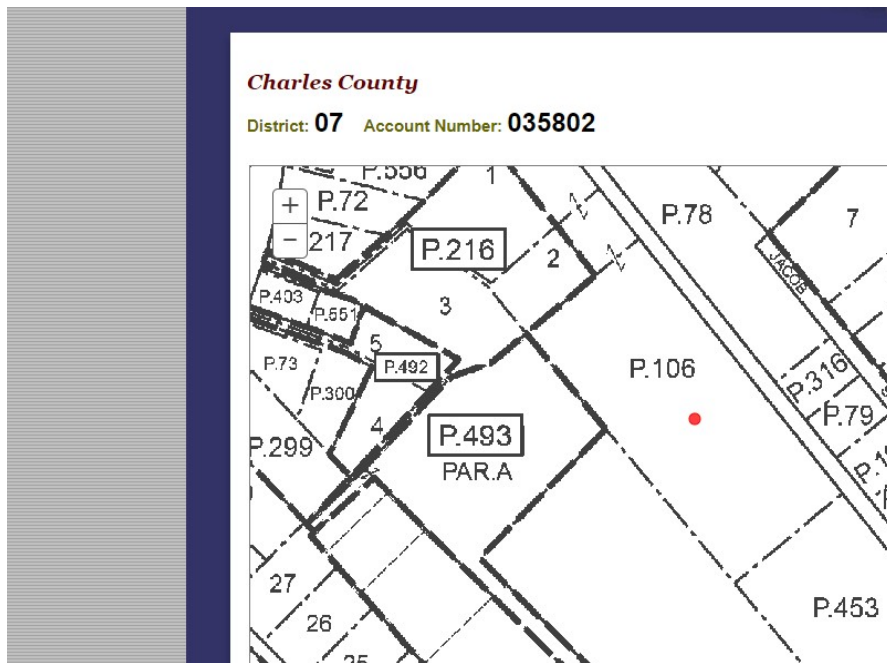 Charles County
District: 07 Account Number: 035802
P.556
1
P.72
+
P.78
7
217
P.216
−
2
JACOB
P.403
P.551
3
5
P.73
P.492
P.106
P.316
P.300
P.79
4
P.493
P.299
PAR.A
27
P.453
26
25